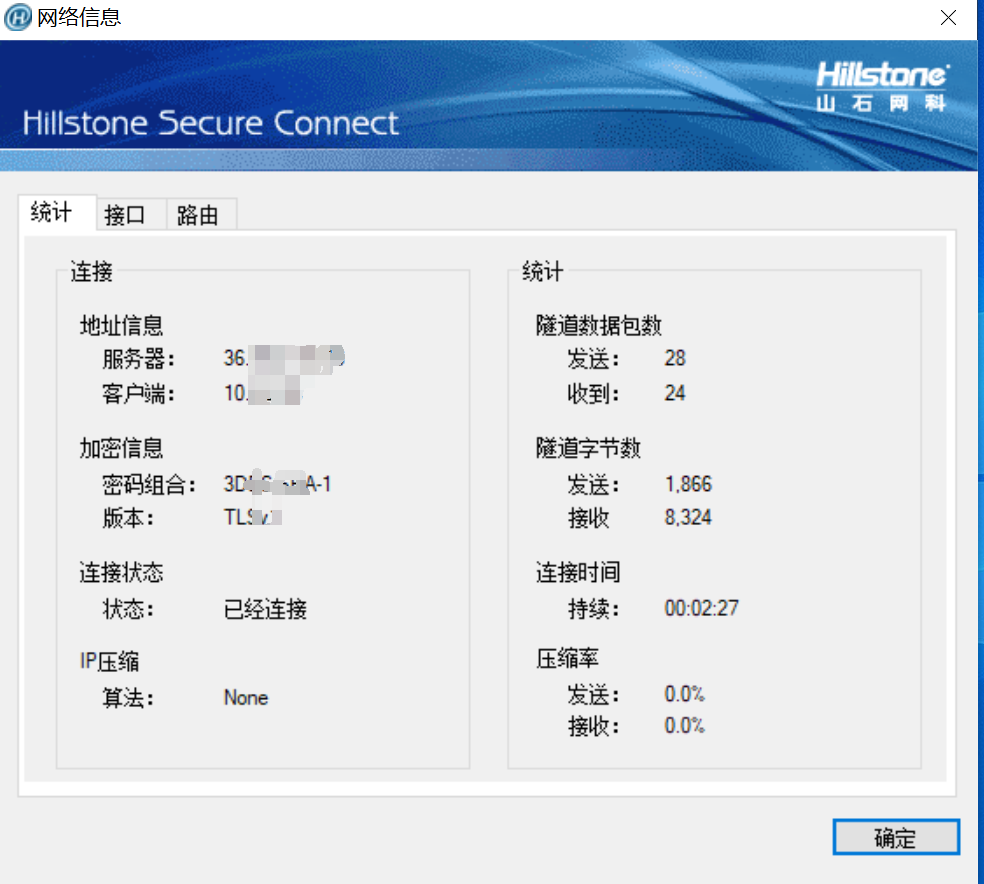 网络信息
Hillstone
山石网科
Hillstone Secure Connect
统计 接口 路由
连接
地址信息
服务器： 36.
客户端： 10.
加密信息
密码组合： 3D A-1
版本： TLS
连接状态
状态： 已经连接
IP压缩
算法： None
统计
隧道数据包数
发送： 28
收到： 24
隧道字节数
发送： 1,866
接收 8,324
连接时间
持续： 00:02:27
压缩率
发送： 0.0%
接收： 0.0%
确定